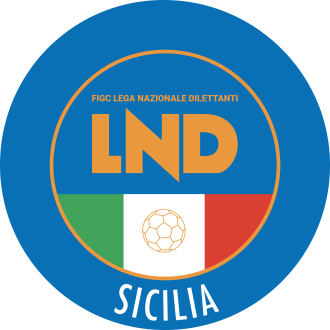 FIGC LEGA NAZIONALE DILETTANTI
LND
SICILIA